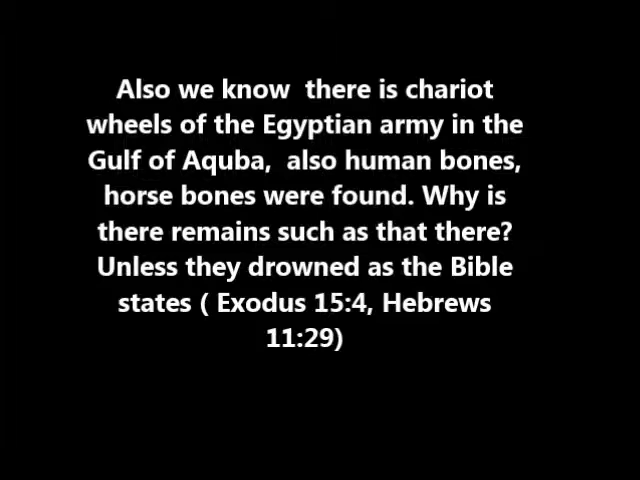 Also we know  there is chariot
wheels of the Egyptian army in the
Gulf of Aquba,  also human bones,
horse bones were found. Why is
there remains such as that there?
Unless they drowned as the Bible
states ( Exodus 15:4, Hebrews
11:29)